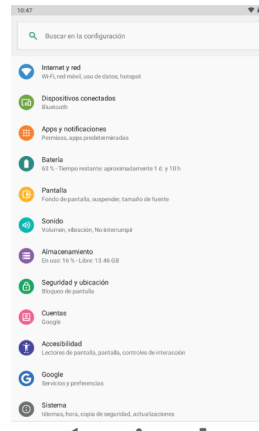 10:47
Buscar en la configuración
Internet y red
Wi-Fi, red móvil, uso de datos, hotspot
Dispositivos conectados
Bluetooth
Apps y notificaciones
Permisos, apps predeterminadas
Batería
63 % - Tiempo restante: aproximadamente 1 d. y 10 h
Pantalla
Fondo de pantalla, suspender, tamaño de fuente
Sonido
Volumen, vibración, No interrumpir
Almacenamiento
En uso: 16 % - Libre: 13.46 GB
Seguridad y ubicación
Bloqueo de pantalla
Cuentas
Google
Accesibilidad
Lectores de pantalla, pantalla, controles de interacción
Google
Servicios y preferencias
Sistema
Idiomas, hora, copia de seguridad, actualizaciones